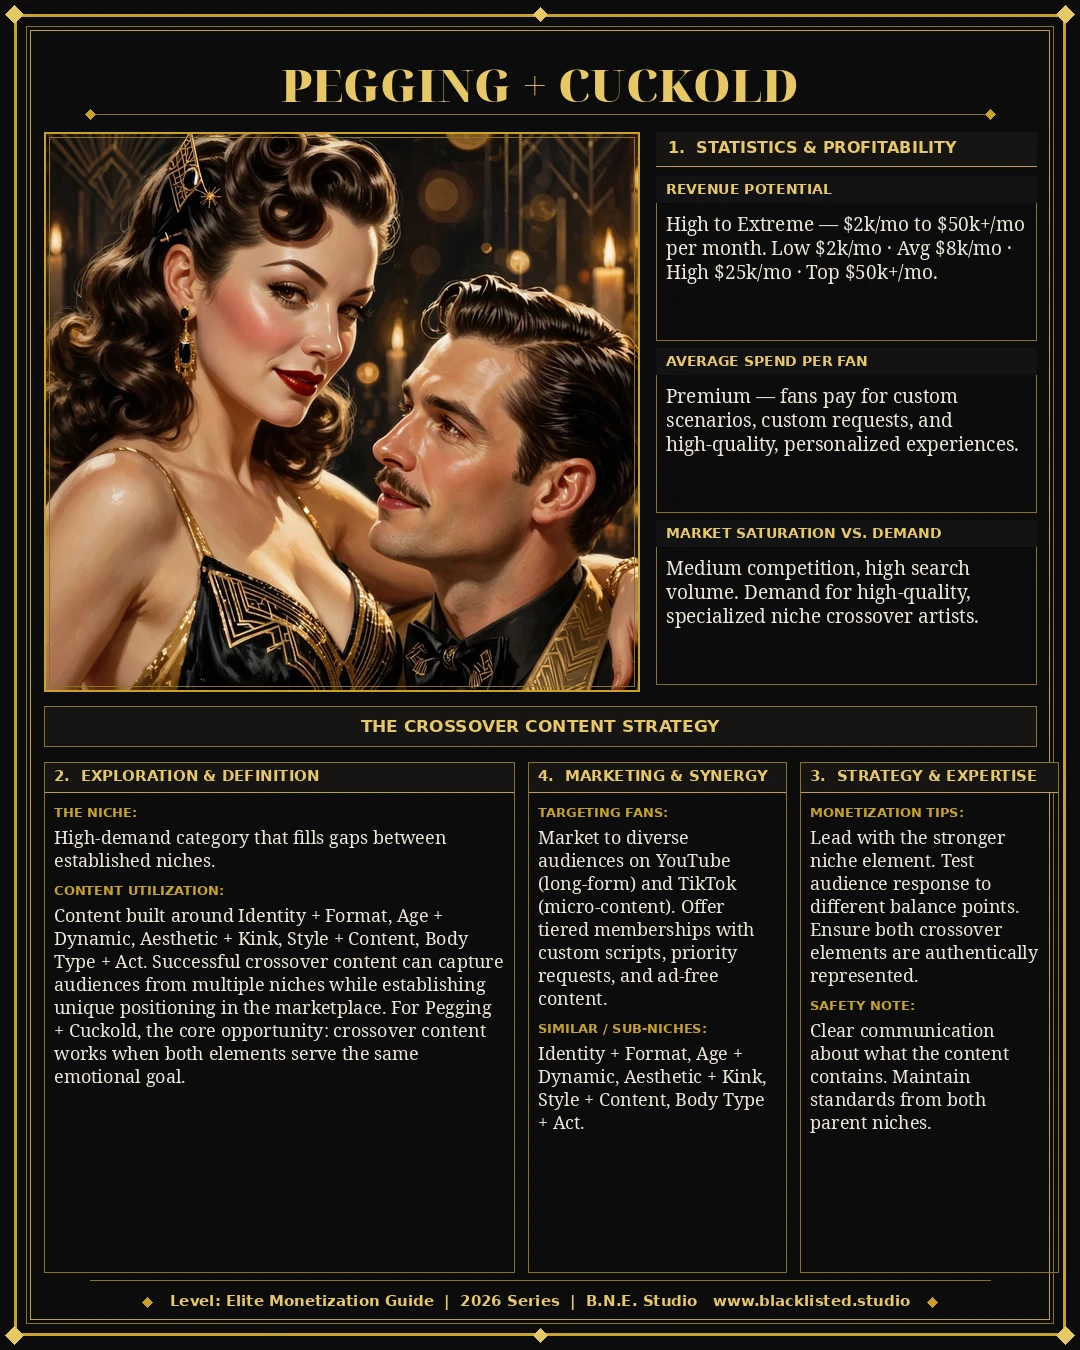 PEGGING + CUCKOLD
1. STATISTICS & PROFITABILITY
REVENUE POTENTIAL
High to Extreme — $2k/mo to $50k+/mo
per month. Low $2k/mo · Avg $8k/mo ·
High $25k/mo · Top $50k+/mo.
AVERAGE SPEND PER FAN
Premium — fans pay for custom
scenarios, custom requests, and
high-quality, personalized experiences.
MARKET SATURATION VS. DEMAND
Medium competition, high search
volume. Demand for high-quality,
specialized niche crossover artists.
THE CROSSOVER CONTENT STRATEGY
2. EXPLORATION & DEFINITION
THE NICHE:
High-demand category that fills gaps between
established niches.
CONTENT UTILIZATION:
Content built around Identity + Format, Age +
Dynamic, Aesthetic + Kink, Style + Content, Body
Type + Act. Successful crossover content can capture
audiences from multiple niches while establishing
unique positioning in the marketplace. For Pegging
+ Cuckold, the core opportunity: crossover content
works when both elements serve the same
emotional goal.
4. MARKETING & SYNERGY
TARGETING FANS:
Market to diverse
audiences on YouTube
(long-form) and TikTok
(micro-content). Offer
tiered memberships with
custom scripts, priority
requests, and ad-free
content.
SIMILAR / SUB-NICHES:
Identity + Format, Age +
Dynamic, Aesthetic + Kink,
Style + Content, Body Type
+ Act.
3. STRATEGY & EXPERTISE
MONETIZATION TIPS:
Lead with the stronger
niche element. Test
audience response to
different balance points.
Ensure both crossover
elements are authentically
represented.
SAFETY NOTE:
Clear communication
about what the content
contains. Maintain
standards from both
parent niches.
Level: Elite Monetization Guide | 2026 Series | B.N.E. Studio www.blacklisted.studio